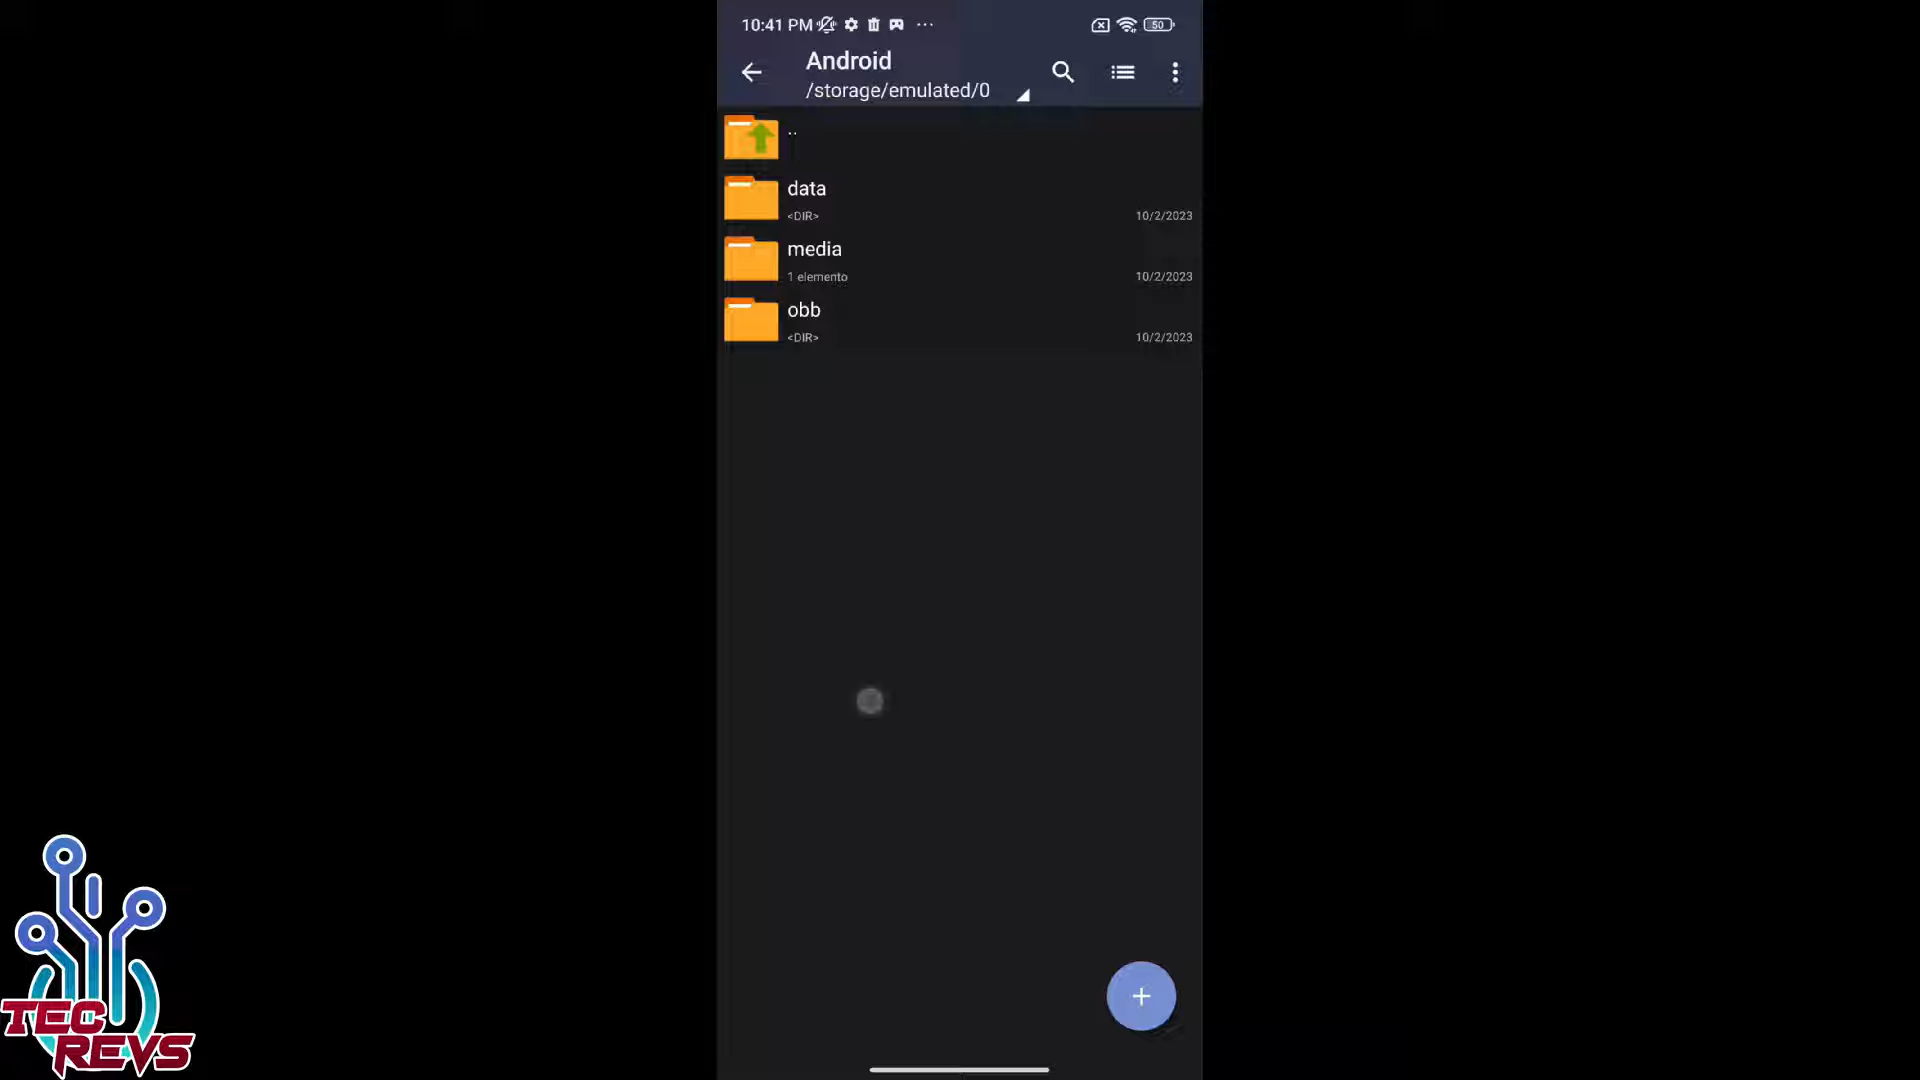 10:41 PM
50
Android
/storage/emulated/0
..
data
<DIR>
10/2/2023
media
1 elemento
10/2/2023
obb
<DIR>
10/2/2023
TEC
REVS